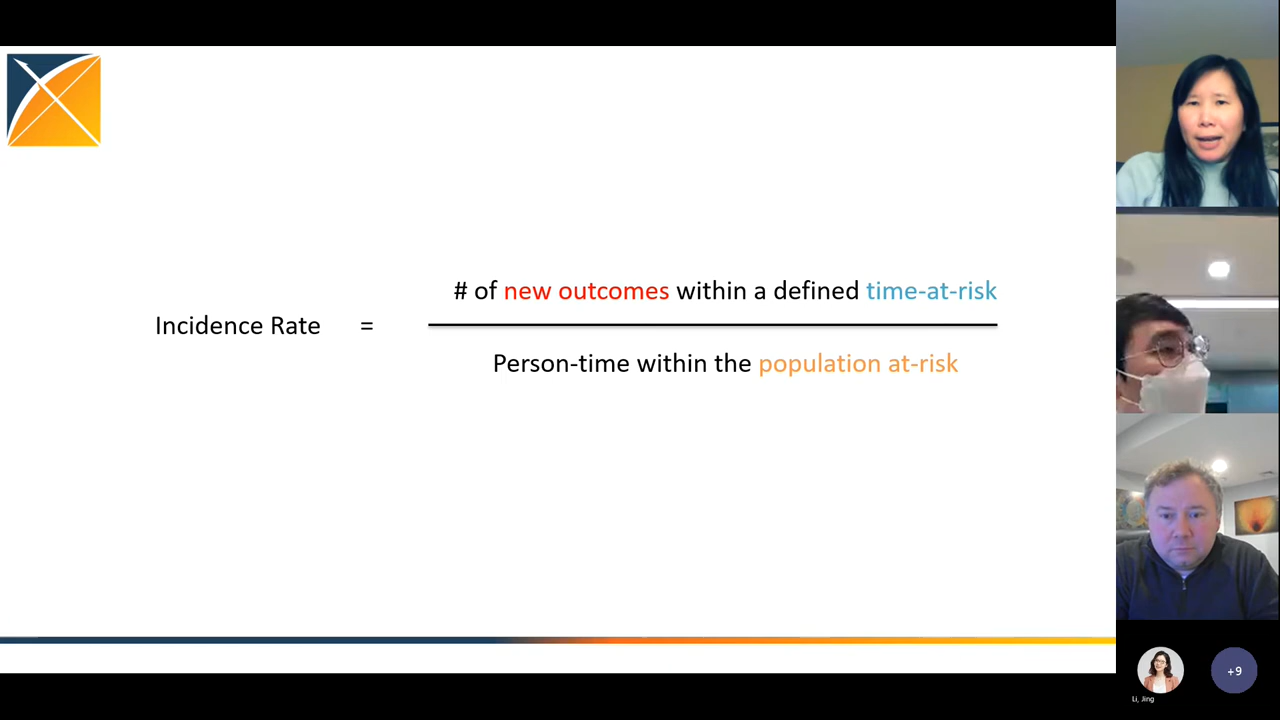 # of new outcomes within a defined time-at-risk
Incidence Rate =
Person-time within the population at-risk
+9
Li, Jing